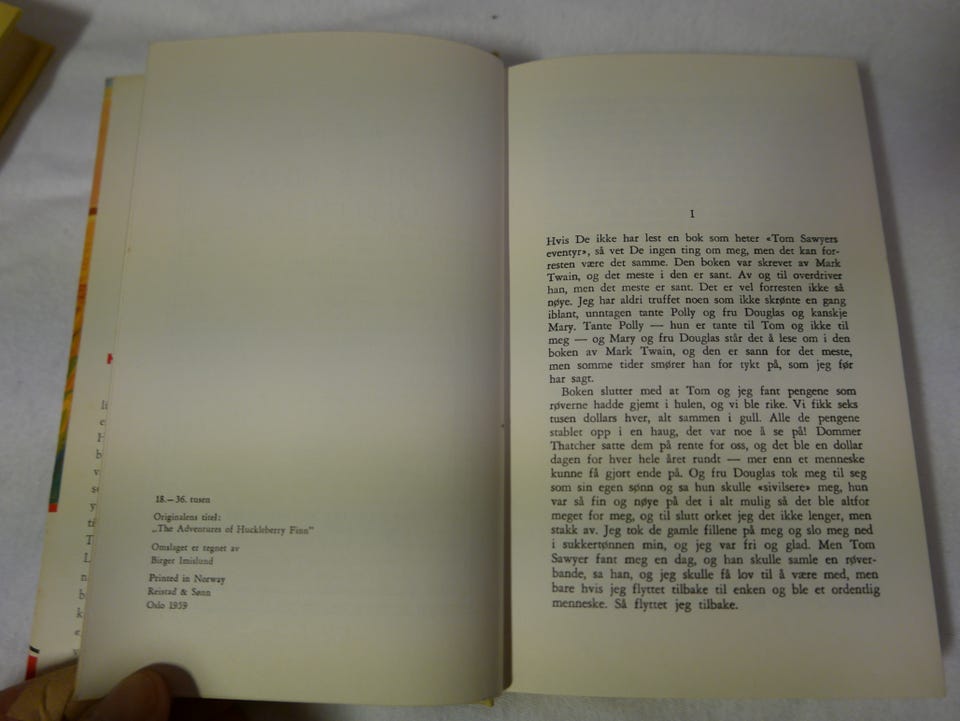 18.— 36. tusen
Originalens titel:
„The Adventures of Huckleberry Finn"
Omslaget er tegnet av
Birger Imislund
Printed in Norway
Reistad & Sønn
Oslo 1959
I
Hvis De ikke har lest en bok som heter «Tom Sawyers
eventyr», så vet De ingen ting om meg, men det kan for-
resten være det samme. Den boken var skrevet av Mark
Twain, og det meste i den er sant. Av og til overdriver
han, men det meste er sant. Det er vel forresten ikke så
nøye. Jeg har aldri truffet noen som ikke skrønte en gang
iblant, unntagen tante Polly og fru Douglas og kanskje
Mary. Tante Polly — hun er tante til Tom og ikke til
meg — og Mary og fru Douglas står det å lese om i den
boken av Mark Twain, og den er sann for det meste,
men somme tider smører han for tykt på, som jeg før
har sagt.
Boken slutter med at Tom og jeg fant pengene som
røverne hadde gjemt i hulen, og vi ble rike. Vi fikk seks
tusen dollars hver, alt sammen i gull. Alle de pengene
stablet opp i en haug, det var noe å se på! Dommer
Thatcher satte dem på rente for oss, og det ble en dollar
dagen for hver hele året rundt — mer enn et menneske
kunne få gjort ende på. Og fru Douglas tok meg til seg
som sin egen sønn og sa hun skulle «sivilsere» meg, hun
var så fin og nøye på det i alt mulig så det ble altfor
meget for meg, og til slutt orket jeg det ikke lenger, men
stakk av. Jeg tok de gamle fillene på meg og slo meg ned
i sukkertønnen min, og jeg var fri og glad. Men Tom
Sawyer fant meg en dag, og han skulle samle en røver-
bande, sa han, og jeg skulle få lov til å være med, men
bare hvis jeg flyttet tilbake til enken og ble et ordentlig
menneske. Så flyttet jeg tilbake.